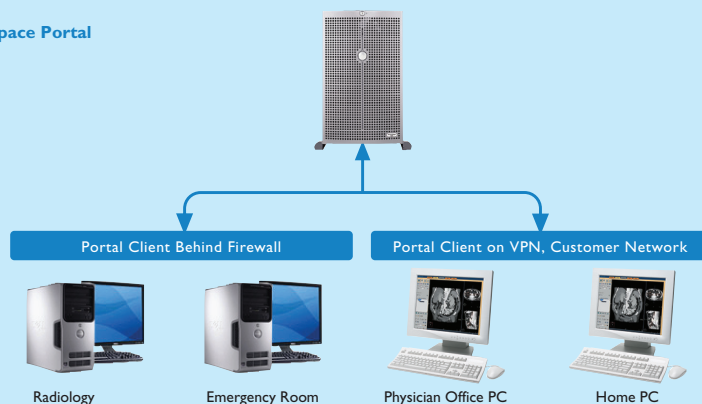 pace Portal
Portal Client Behind Firewall
Portal Client on VPN, Customer Network
Radiology
Emergency Room
Physician Office PC
Home PC